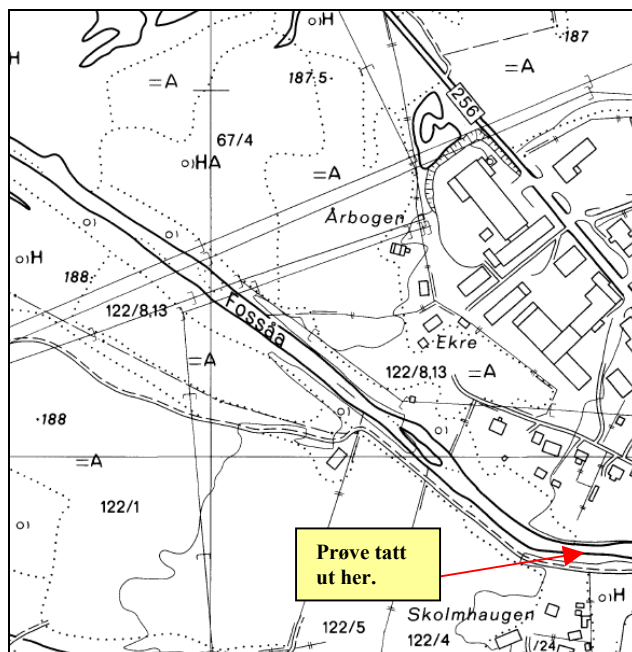 H
187
H
=A
=A
187.5
256
67/4
HA
=A
Årbogen
H
188
122/8,13
Fossåa
Ekre
=A
122/8,13
=A
188
=A
122/1
Prøve tatt
ut her.
H
Skolmhaugen
122/5
122/4
/24